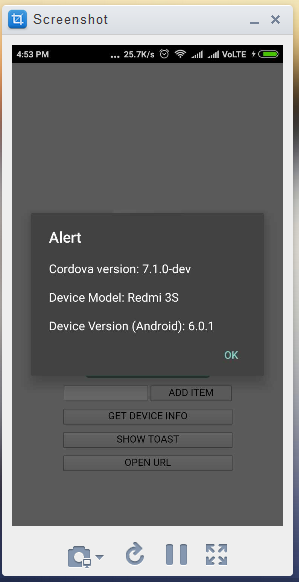 Screenshot
4:53 PM ... 25.7K/s VoLTE
Alert
Cordova version: 7.1.0-dev
Device Model: Redmi 3S
Device Version (Android): 6.0.1
OK
ADD ITEM
GET DEVICE INFO
SHOW TOAST
OPEN URL